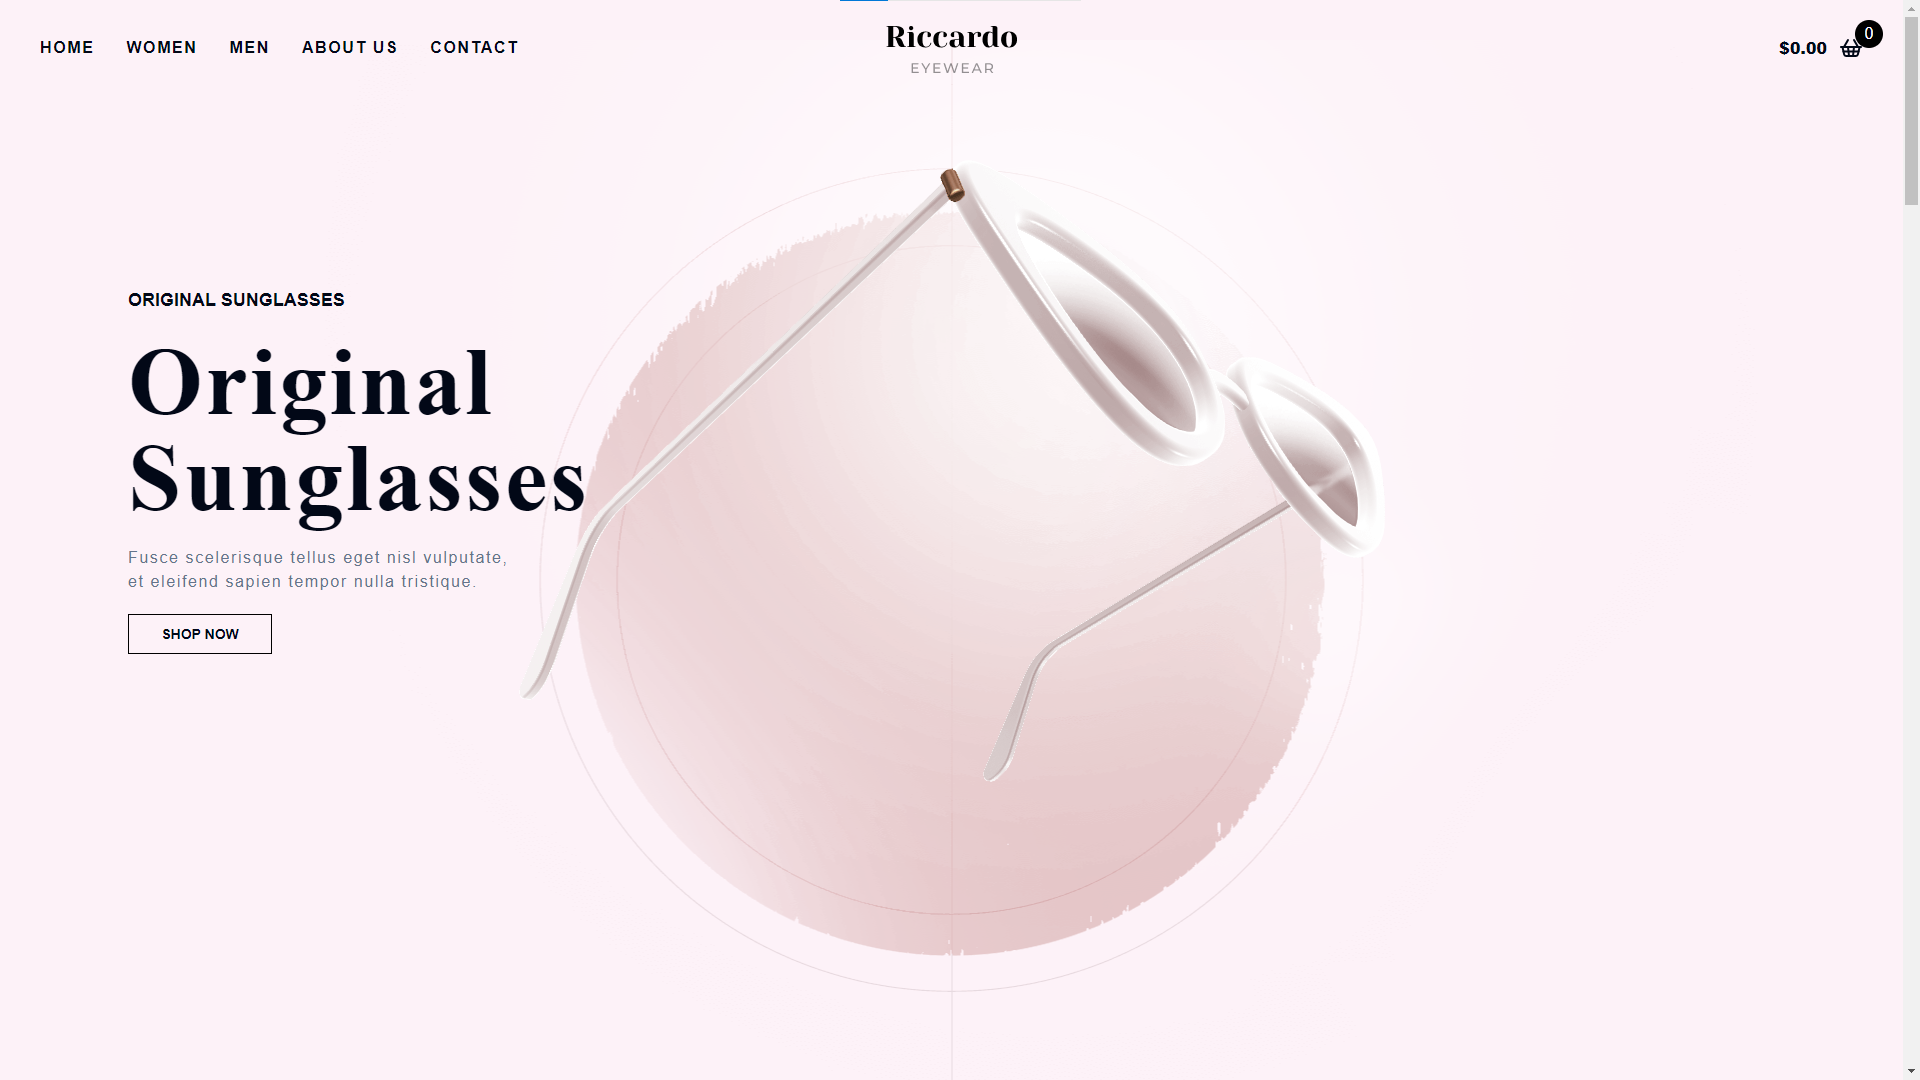 HOME WOMEN MEN ABOUT US CONTACT
Riccardo
EYEWEAR
$0.00 0
ORIGINAL SUNGLASSES
Original
Sunglasses
Fusce scelerisque tellus eget nisl vulputate,
et eleifend sapien tempor nulla tristique.
SHOP NOW